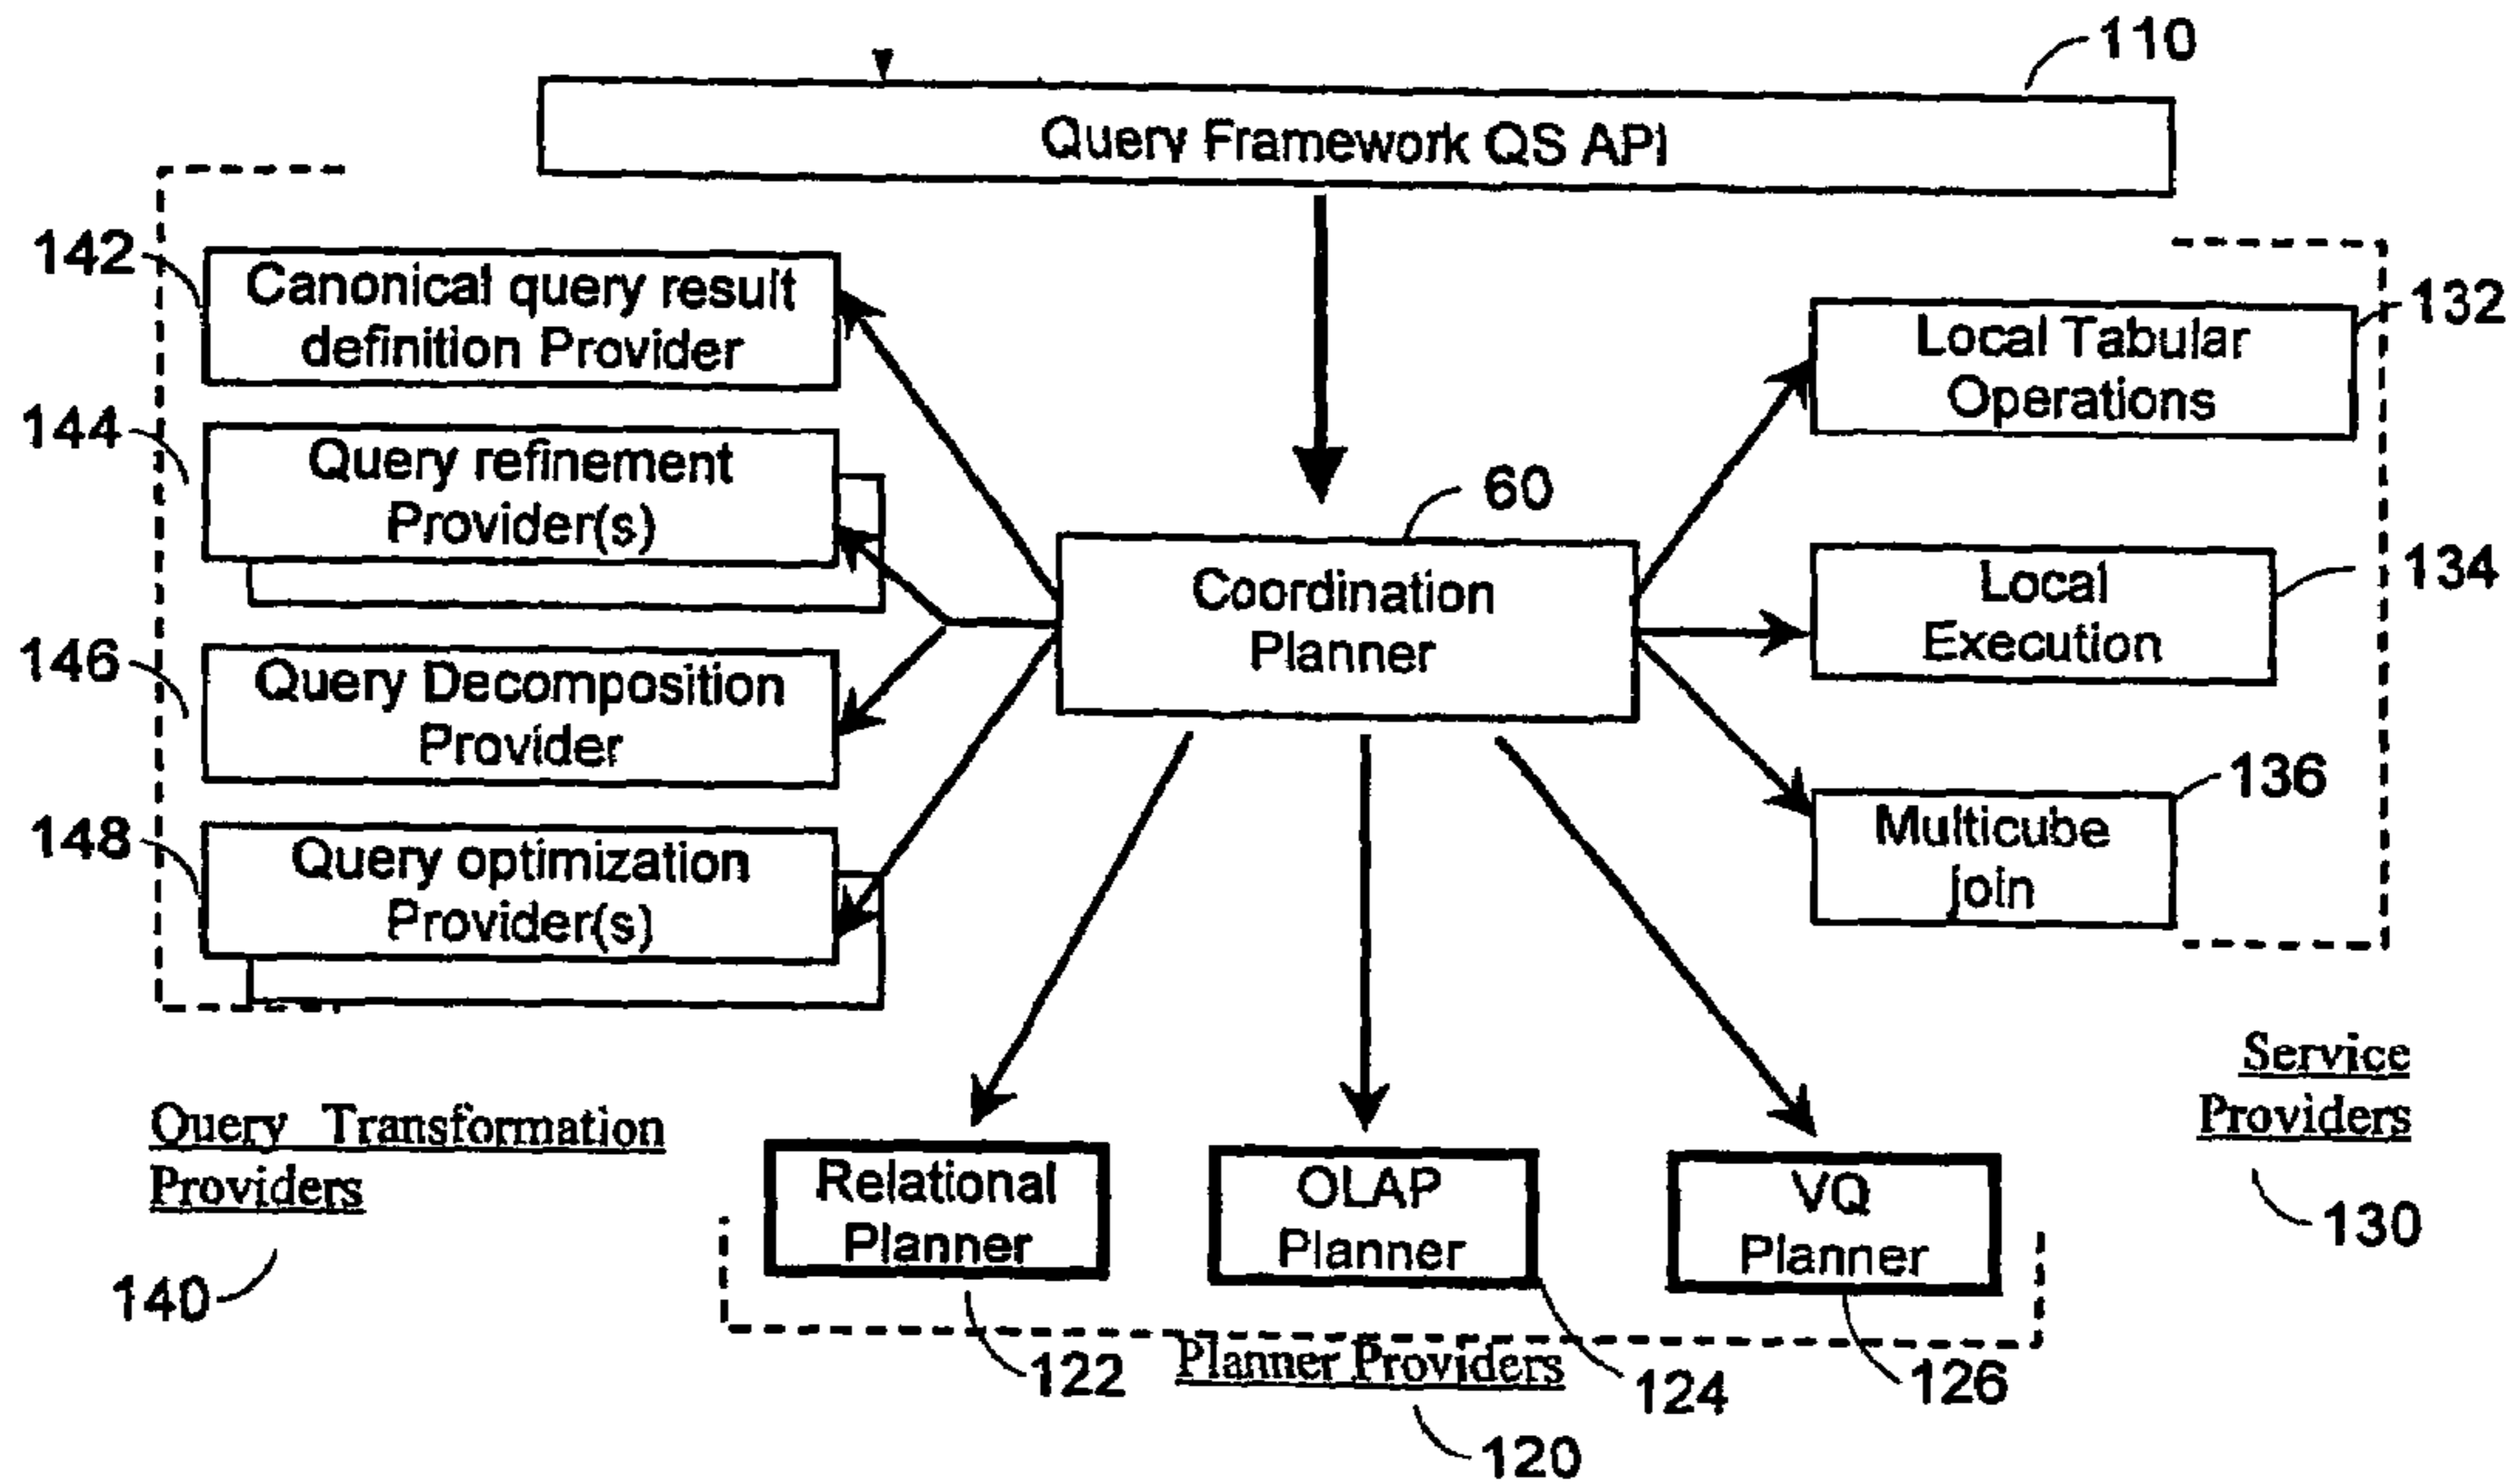 110
Query Framework QS API
142
Canonical query result
definition Provider
144
Query refinement
Provider(s)
146
Query Decomposition
Provider
148
Query optimization
Provider(s)
60
Coordination
Planner
132
Local Tabular
Operations
134
Local
Execution
136
Multicube
join
Service
Providers
130
Query Transformation
Providers
140
Relational
Planner
OLAP
Planner
VQ
Planner
122
Planner Providers
124
126
120